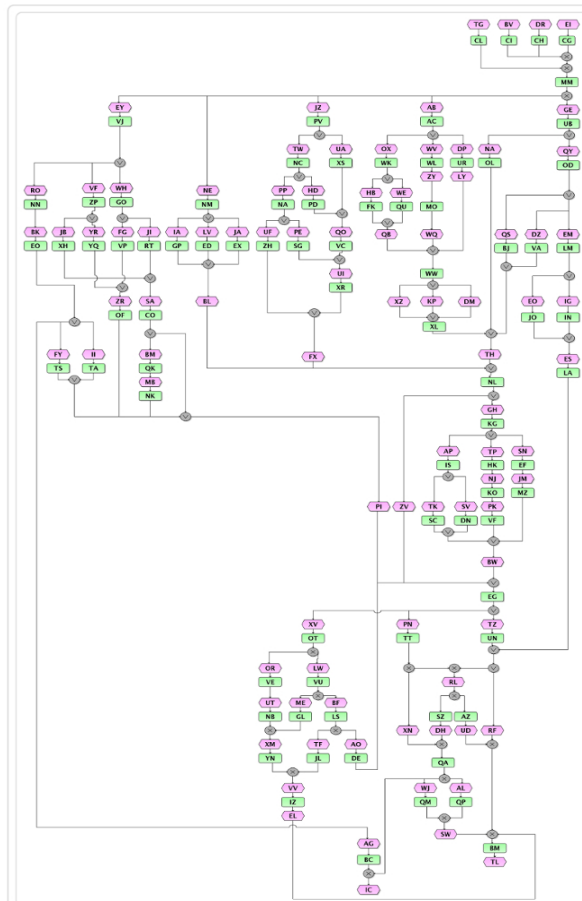 TG BV DR EI
CL CI CH CG
MM
EY JZ AB GE
VJ PV AC UB
TW UA OX WV DP NA QY
NC XS WK WL UR OL OD
RO VF WH NE PP HD HB WE ZY LY
NN ZP GO NM NA PD FK QU MO
BK JB YR FG JI IA LV JA UF PE QO QB WQ QS DZ EM
EO XH YQ VP RT GP ED EX ZH SG VC BJ VA LM
WW
UI
XR
ZR SA BL XZ KP DM EO IG
OF CO XL JO IN
FY II BM FX TH ES
TS TA QK NL LA
MB
NK
GH
KG
AP TP SN
IS HK EF
NJ JM
KO MZ
PI ZV TK SV PK
SC DN VF
BW
EG
XV PN TZ
OT TT UN
OR LW RL
VE VU
UT ME BF SZ AZ
NB GL LS
XM TF AO XN DH UD RF
YN JL DE
QA
VV WJ AL
IZ QM QP
EL
SW
AG BM
BC TL
IC